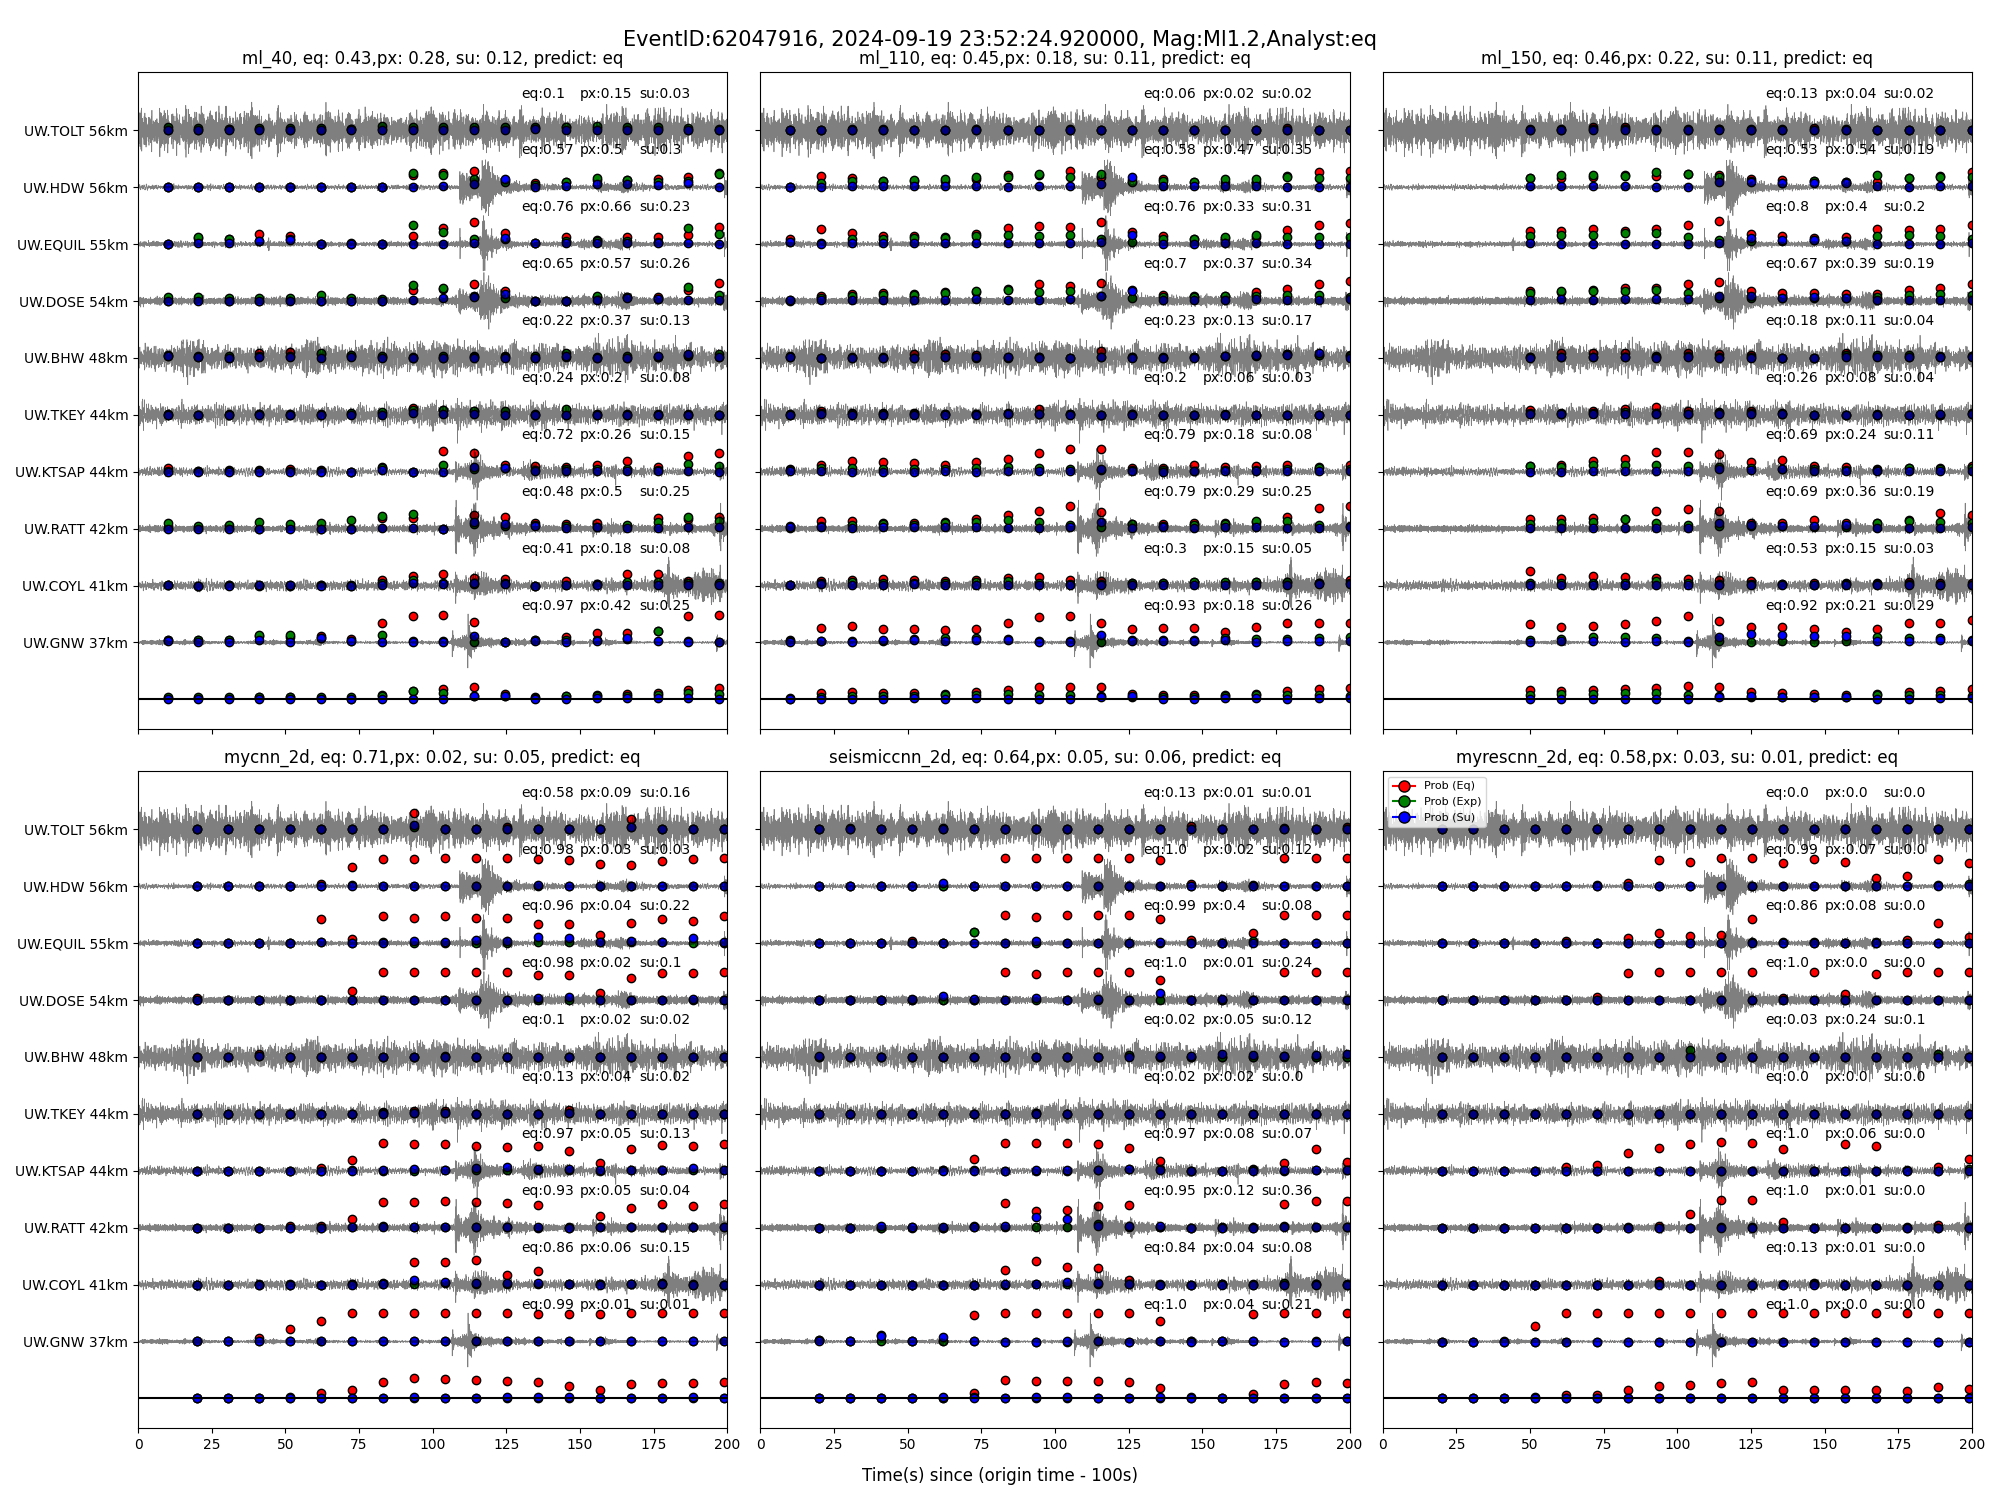 EventID:62047916, 2024-09-19 23:52:24.920000, Mag:Ml1.2,Analyst:eq
ml_40, eq: 0.43,px: 0.28, su: 0.12, predict: eq
UW.TOLT 56km
eq:0.1 px:0.15 su:0.03
UW.HDW 56km
eq:0.57 px:0.5 su:0.3
UW.EQUIL 55km
eq:0.76 px:0.66 su:0.23
UW.DOSE 54km
eq:0.65 px:0.57 su:0.26
UW.BHW 48km
eq:0.22 px:0.37 su:0.13
UW.TKEY 44km
eq:0.24 px:0.2 su:0.08
UW.KTSAP 44km
eq:0.72 px:0.26 su:0.15
UW.RATT 42km
eq:0.48 px:0.5 su:0.25
UW.COYL 41km
eq:0.41 px:0.18 su:0.08
UW.GNW 37km
eq:0.97 px:0.42 su:0.25
ml_110, eq: 0.45,px: 0.18, su: 0.11, predict: eq
eq:0.06 px:0.02 su:0.02
eq:0.58 px:0.47 su:0.35
eq:0.76 px:0.33 su:0.31
eq:0.7 px:0.37 su:0.34
eq:0.23 px:0.13 su:0.17
eq:0.2 px:0.06 su:0.03
eq:0.79 px:0.18 su:0.08
eq:0.79 px:0.29 su:0.25
eq:0.3 px:0.15 su:0.05
eq:0.93 px:0.18 su:0.26
ml_150, eq: 0.46,px: 0.22, su: 0.11, predict: eq
eq:0.13 px:0.04 su:0.02
eq:0.53 px:0.54 su:0.19
eq:0.8 px:0.4 su:0.2
eq:0.67 px:0.39 su:0.19
eq:0.18 px:0.11 su:0.04
eq:0.26 px:0.08 su:0.04
eq:0.69 px:0.24 su:0.11
eq:0.69 px:0.36 su:0.19
eq:0.53 px:0.15 su:0.03
eq:0.92 px:0.21 su:0.29
mycnn_2d, eq: 0.71,px: 0.02, su: 0.05, predict: eq
UW.TOLT 56km
eq:0.58 px:0.09 su:0.16
UW.HDW 56km
eq:0.98 px:0.03 su:0.03
UW.EQUIL 55km
eq:0.96 px:0.04 su:0.22
UW.DOSE 54km
eq:0.98 px:0.02 su:0.1
UW.BHW 48km
eq:0.1 px:0.02 su:0.02
UW.TKEY 44km
eq:0.13 px:0.04 su:0.02
UW.KTSAP 44km
eq:0.97 px:0.05 su:0.13
UW.RATT 42km
eq:0.93 px:0.05 su:0.04
UW.COYL 41km
eq:0.86 px:0.06 su:0.15
UW.GNW 37km
eq:0.99 px:0.01 su:0.01
0 25 50 75 100 125 150 175 200
seismiccnn_2d, eq: 0.64,px: 0.05, su: 0.06, predict: eq
eq:0.13 px:0.01 su:0.01
eq:1.0 px:0.02 su:0.12
eq:0.99 px:0.4 su:0.08
eq:1.0 px:0.01 su:0.24
eq:0.02 px:0.05 su:0.12
eq:0.02 px:0.02 su:0.0
eq:0.97 px:0.08 su:0.07
eq:0.95 px:0.12 su:0.36
eq:0.84 px:0.04 su:0.08
eq:1.0 px:0.04 su:0.21
0 25 50 75 100 125 150 175 200
myrescnn_2d, eq: 0.58,px: 0.03, su: 0.01, predict: eq
Prob (Eq)
Prob (Exp)
Prob (Su)
eq:0.0 px:0.0 su:0.0
eq:0.99 px:0.07 su:0.0
eq:0.86 px:0.08 su:0.0
eq:1.0 px:0.0 su:0.0
eq:0.03 px:0.24 su:0.1
eq:0.0 px:0.0 su:0.0
eq:1.0 px:0.06 su:0.0
eq:1.0 px:0.01 su:0.0
eq:0.13 px:0.01 su:0.0
eq:1.0 px:0.0 su:0.0
0 25 50 75 100 125 150 175 200
Time(s) since (origin time - 100s)